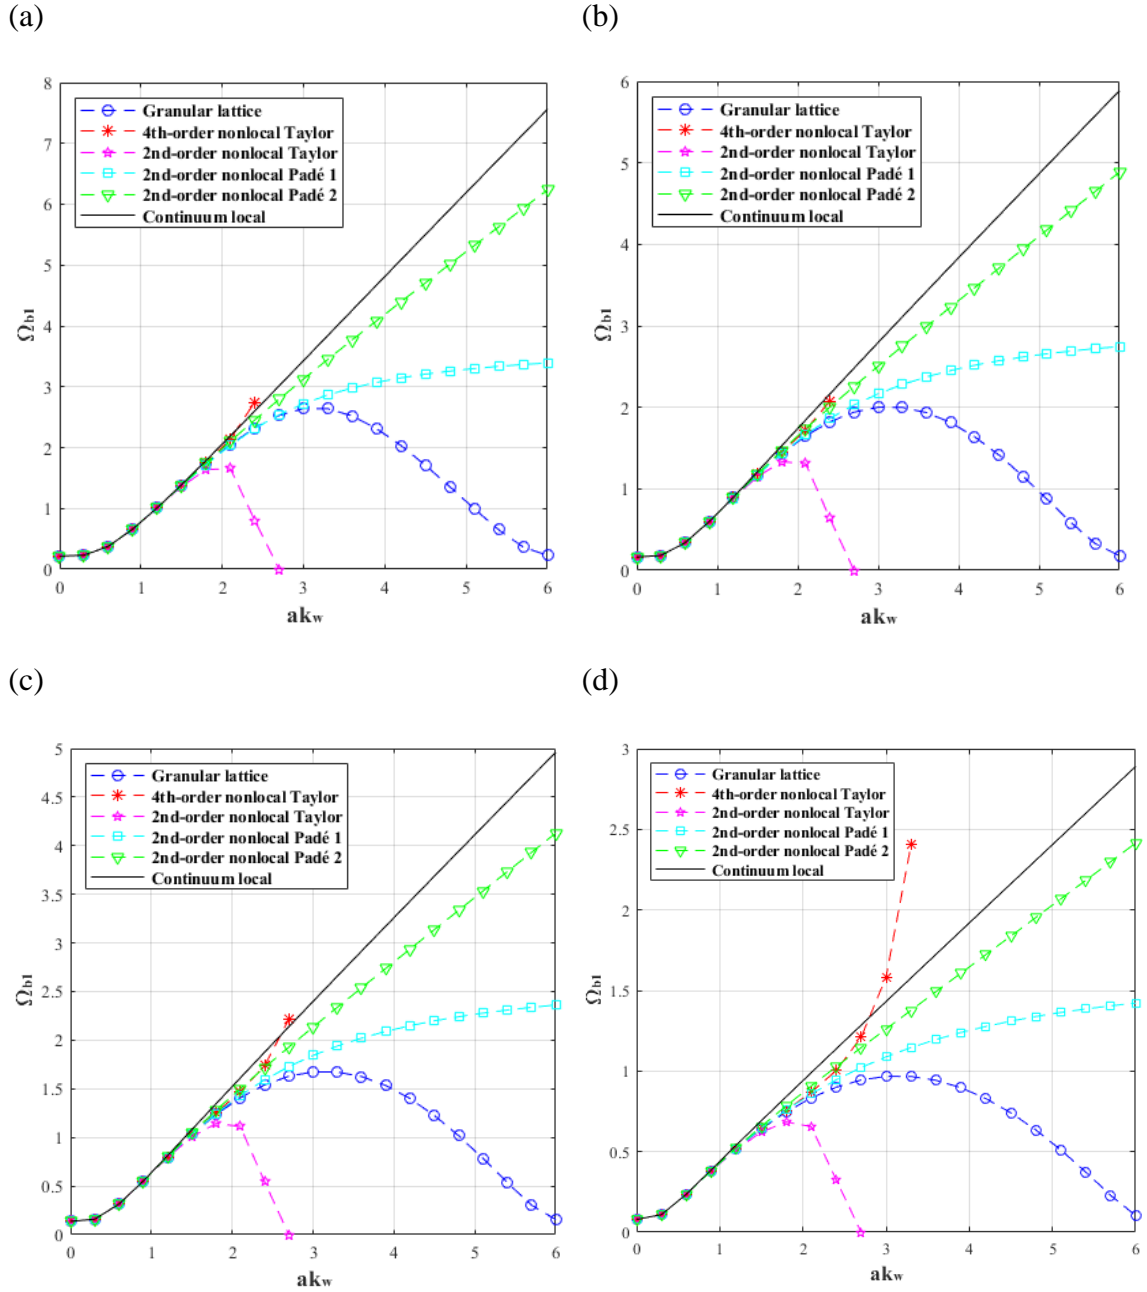 (a)
(b)
8
7
6
5
4
3
2
1
0
Ωb1
Granular lattice
4th-order nonlocal Taylor
2nd-order nonlocal Taylor
2nd-order nonlocal Padé 1
2nd-order nonlocal Padé 2
Continuum local
0 1 2 3 4 5 6
akw
6
5
4
3
2
1
0
Ωb1
Granular lattice
4th-order nonlocal Taylor
2nd-order nonlocal Taylor
2nd-order nonlocal Padé 1
2nd-order nonlocal Padé 2
Continuum local
0 1 2 3 4 5 6
akw
(c)
(d)
5
4.5
4
3.5
3
2.5
2
1.5
1
0.5
0
Ωb1
Granular lattice
4th-order nonlocal Taylor
2nd-order nonlocal Taylor
2nd-order nonlocal Padé 1
2nd-order nonlocal Padé 2
Continuum local
0 1 2 3 4 5 6
akw
3
2.5
2
1.5
1
0.5
0
Ωb1
Granular lattice
4th-order nonlocal Taylor
2nd-order nonlocal Taylor
2nd-order nonlocal Padé 1
2nd-order nonlocal Padé 2
Continuum local
0 1 2 3 4 5 6
akw